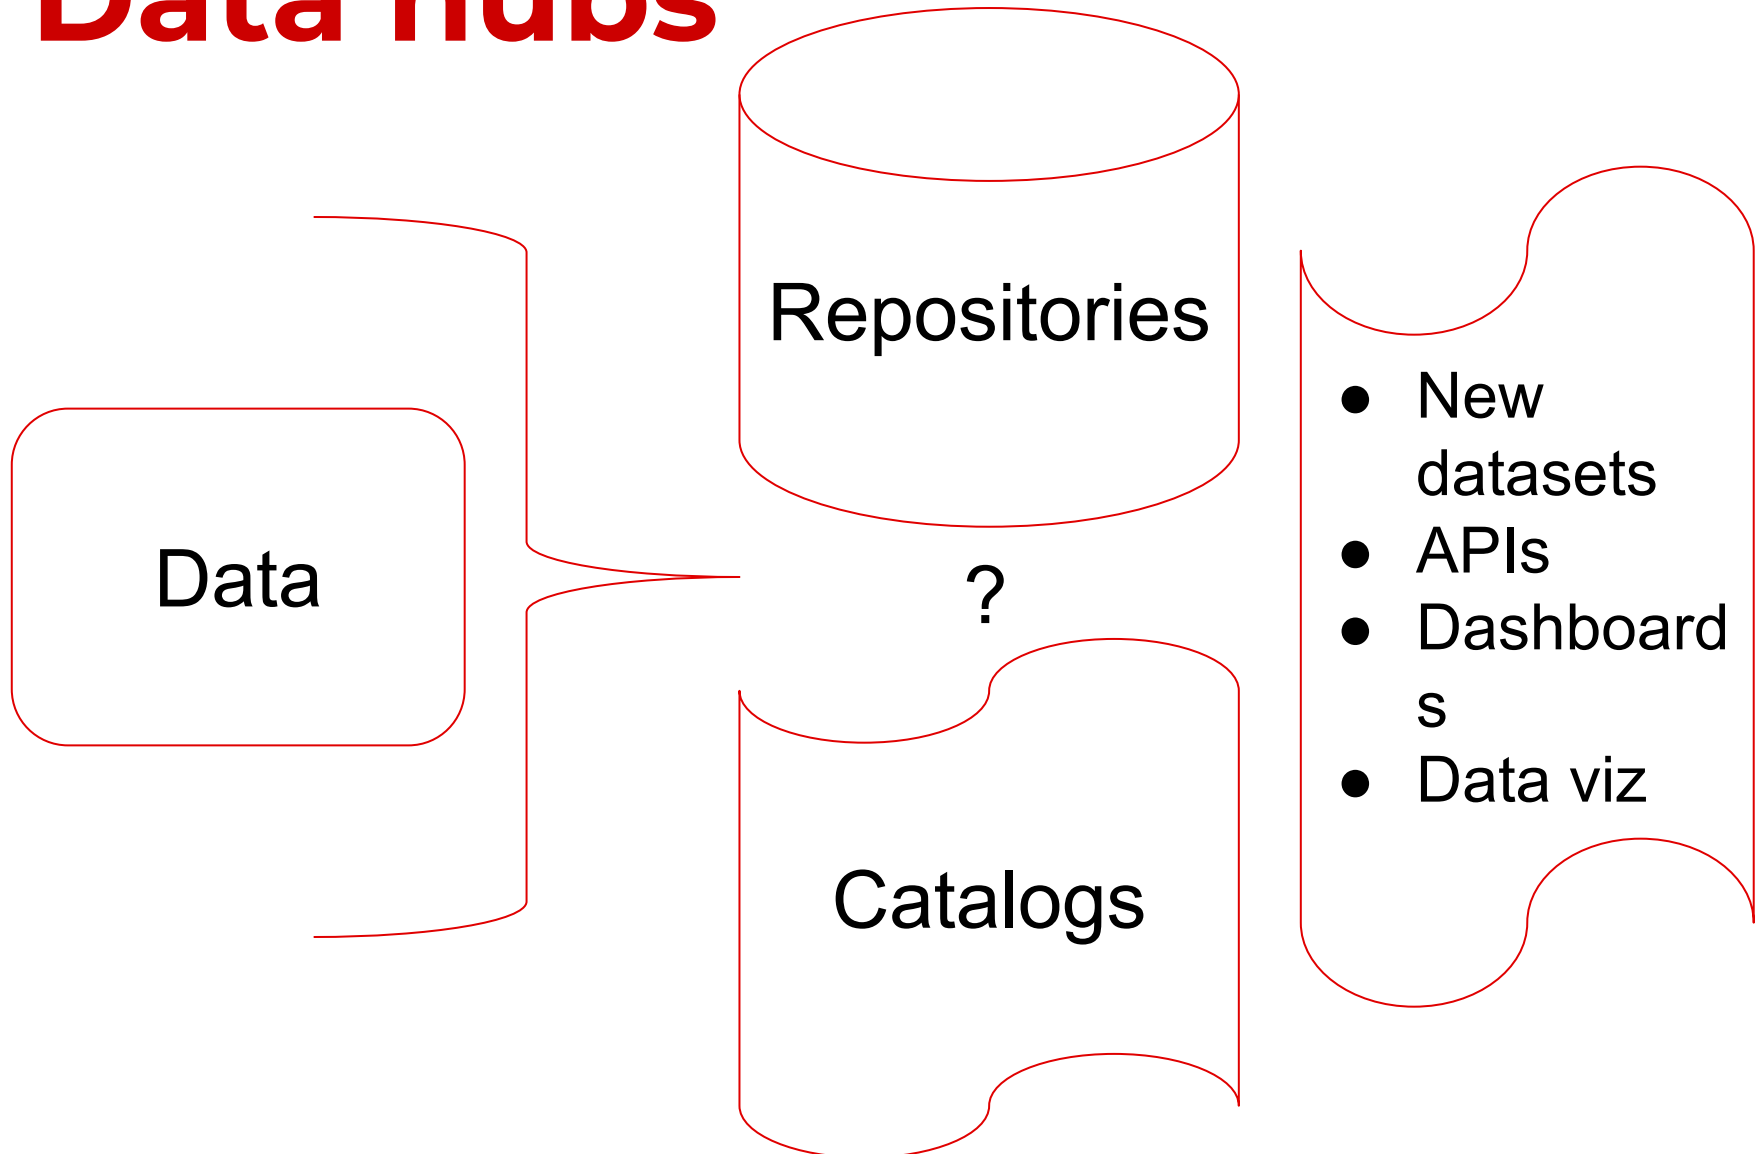 Data hubs
Repositories
Data
?
Catalogs
● New
datasets
● APIs
● Dashboard
s
● Data viz